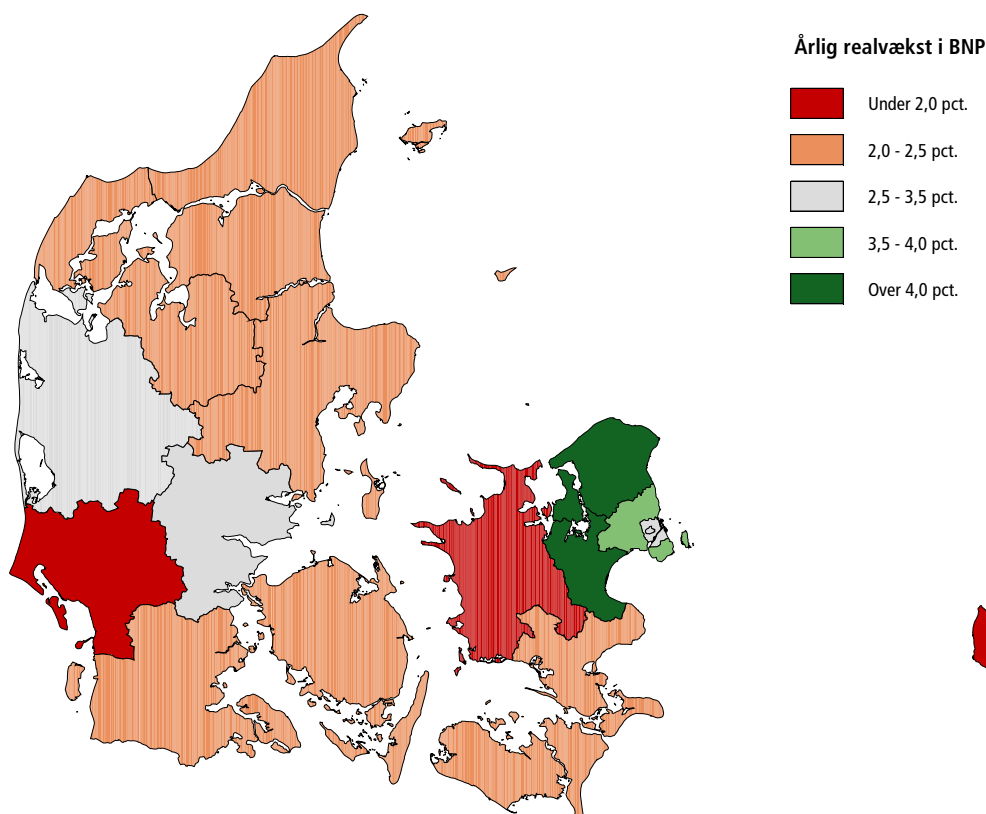 Årlig realvækst i BNP
Under 2,0 pct.
2,0 - 2,5 pct.
2,5 - 3,5 pct.
3,5 - 4,0 pct.
Over 4,0 pct.